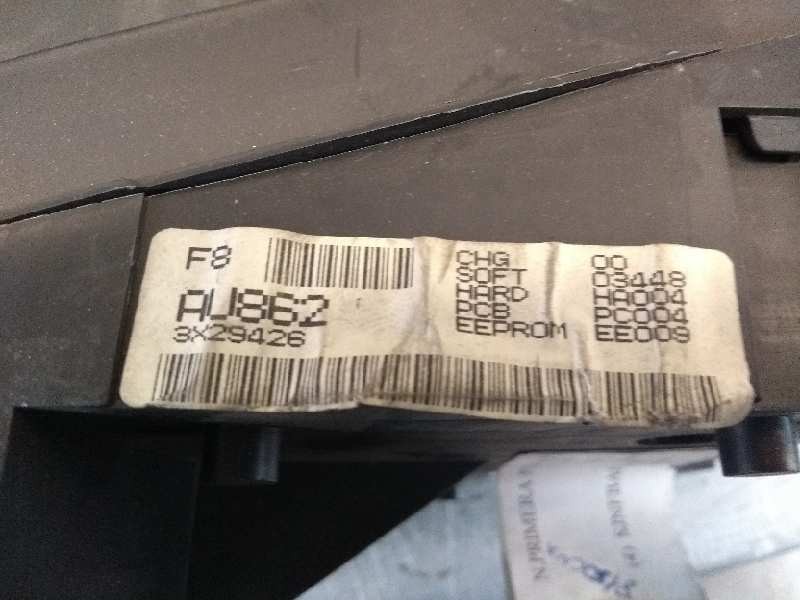 F8
AU862
3X29426
CHG 00
SOFT 03448
HARD HA004
PCB PC004
EEPROM EE009